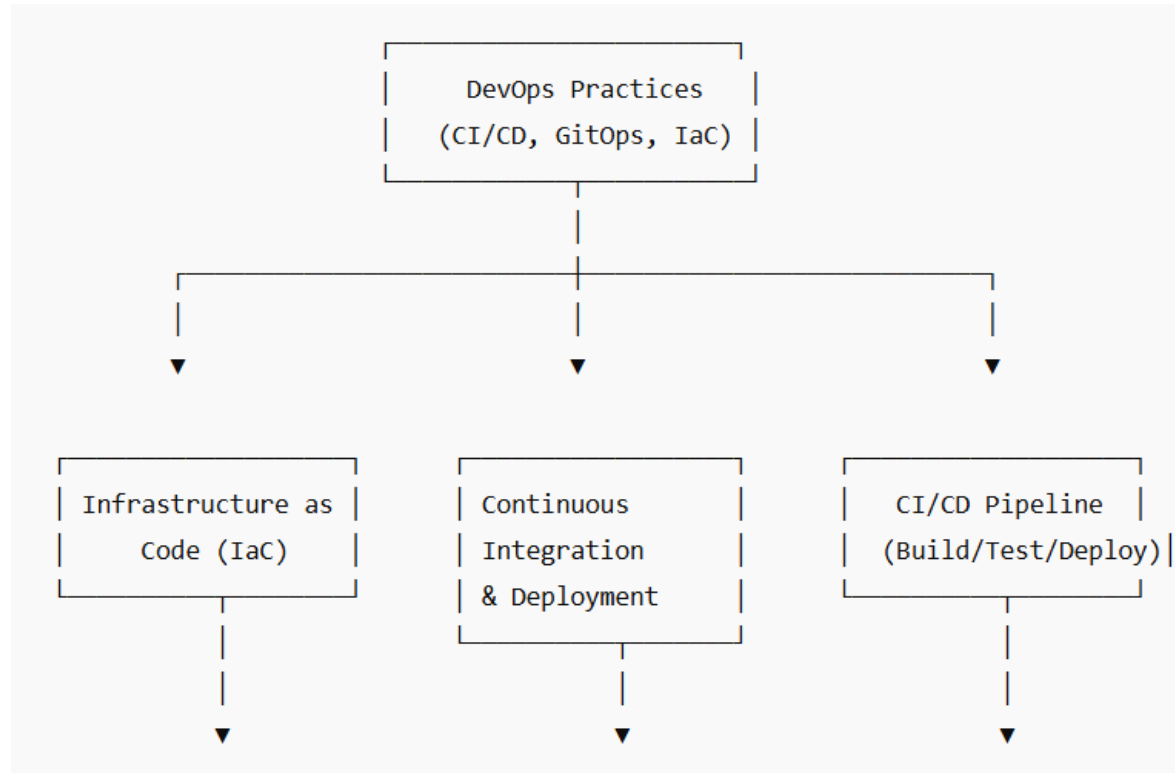 DevOps Practices
(CI/CD, GitOps, IaC)
Infrastructure as
Code (IaC)
Continuous
Integration
& Deployment
CI/CD Pipeline
(Build/Test/Deploy)